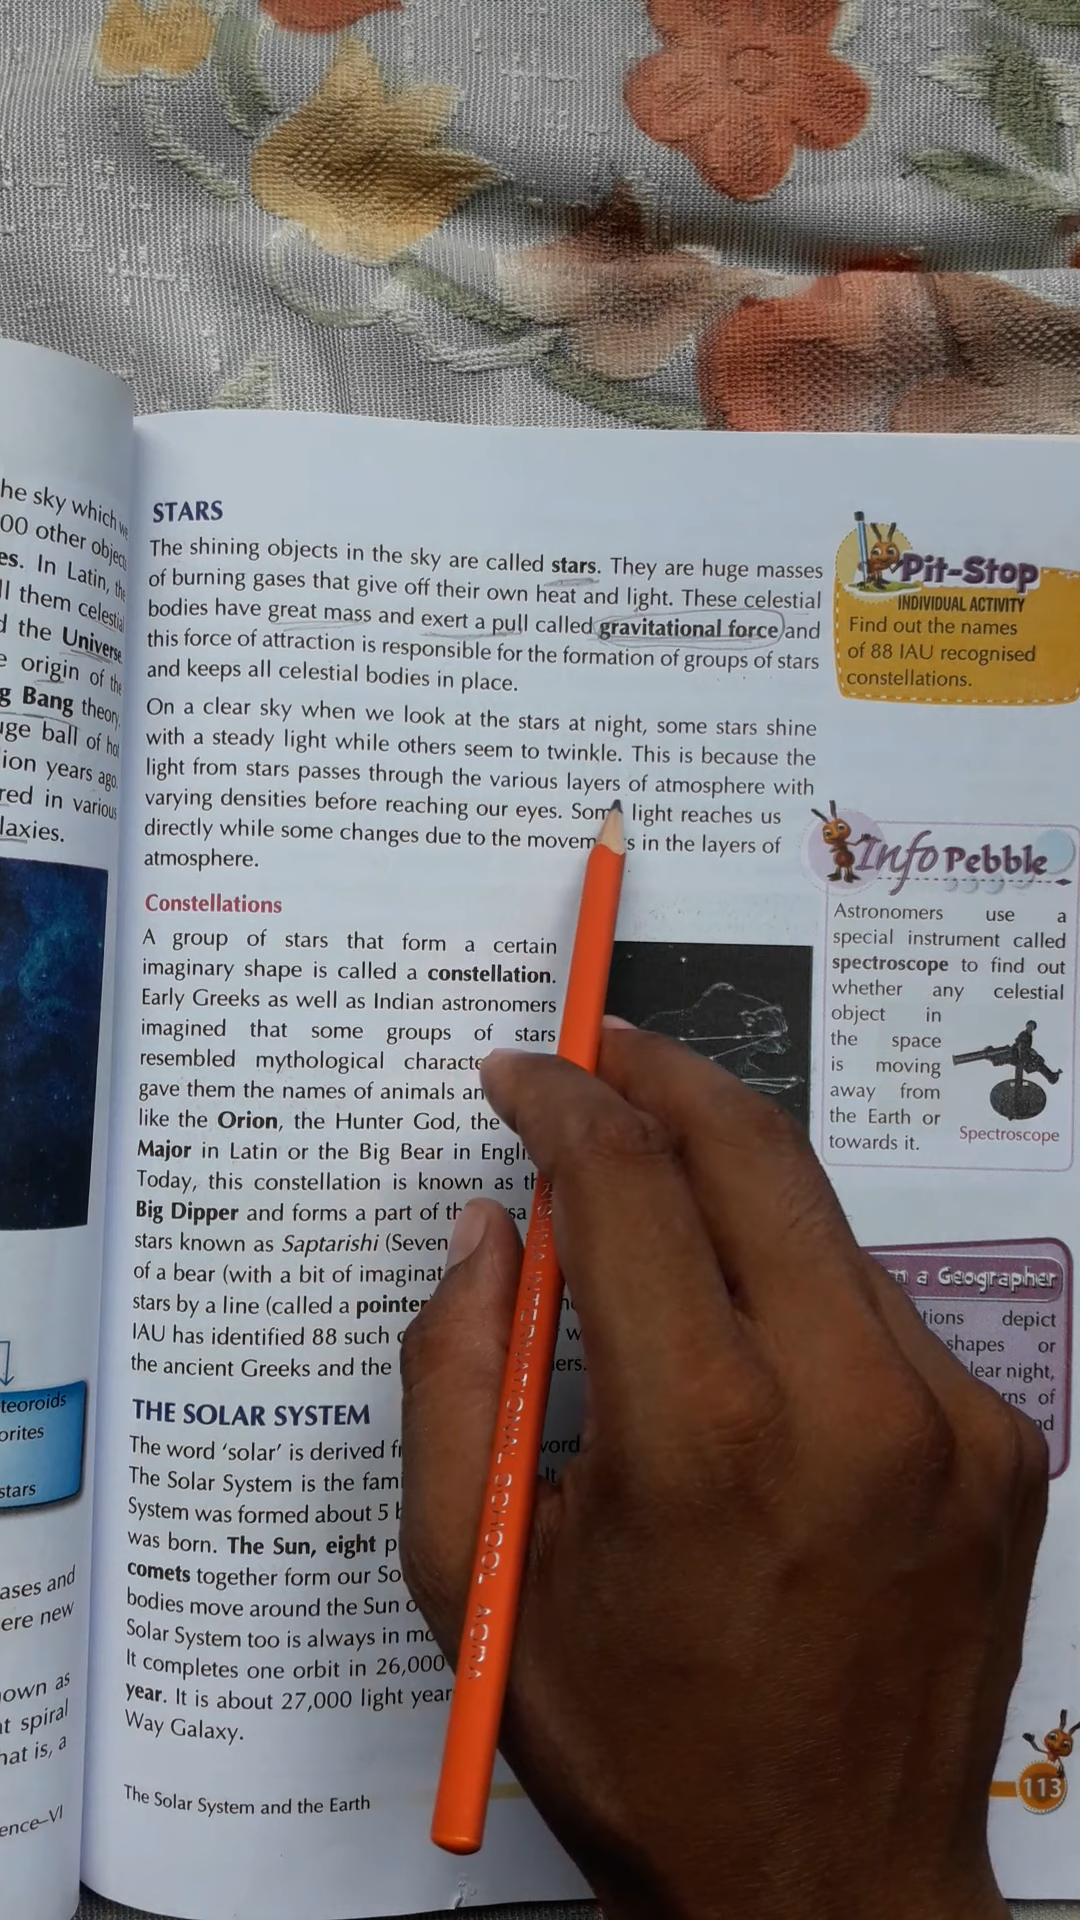 he sky which
00 other objects
es. In Latin, the
ll them celestial
d the Universe
e origin of the
g Bang theory.
uge ball of hot
ion years ago.
red in various
laxies.
teoroids
orites
stars
ases and
ere new
own as
t spiral
hat is, a
ence–VI
STARS
The shining objects in the sky are called stars. They are huge masses
of burning gases that give off their own heat and light. These celestial
bodies have great mass and exert a pull called gravitational force and
this force of attraction is responsible for the formation of groups of stars
and keeps all celestial bodies in place.
On a clear sky when we look at the stars at night, some stars shine
with a steady light while others seem to twinkle. This is because the
light from stars passes through the various layers of atmosphere with
varying densities before reaching our eyes. Some light reaches us
directly while some changes due to the movem s in the layers of
atmosphere.
Constellations
A group of stars that form a certain
imaginary shape is called a constellation.
Early Greeks as well as Indian astronomers
imagined that some groups of stars
resembled mythological characte
gave them the names of animals an
like the Orion, the Hunter God, the
Major in Latin or the Big Bear in Engli
Today, this constellation is known as th
Big Dipper and forms a part of th rsa
stars known as Saptarishi (Seven
of a bear (with a bit of imaginat
stars by a line (called a pointer
IAU has identified 88 such
the ancient Greeks and the ers.
THE SOLAR SYSTEM
The word ‘solar’ is derived f word
The Solar System is the fami It
System was formed about 5 b
was born. The Sun, eight p
comets together form our So
bodies move around the Sun o
Solar System too is always in mo
It completes one orbit in 26,000
year. It is about 27,000 light year
Way Galaxy.
The Solar System and the Earth
Pit-Stop
INDIVIDUAL ACTIVITY
Find out the names
of 88 IAU recognised
constellations.
Info Pebble
Astronomers use a
special instrument called
spectroscope to find out
whether any celestial
object in
the space
is moving
away from
the Earth or
towards it.
Spectroscope
m a Geographer
tions depict
shapes or
lear night,
rns of
nd
113
KRISHNA INTERNATIONAL SCHOOL AGRA